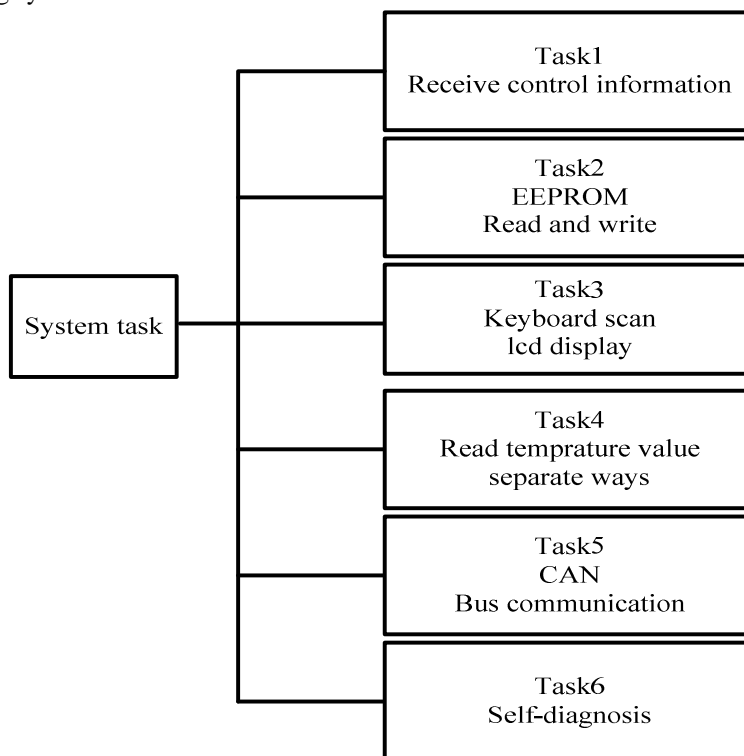 Task1
Receive control information
Task2
EEPROM
Read and write
System task
Task3
Keyboard scan
lcd display
Task4
Read temprature value
separate ways
Task5
CAN
Bus communication
Task6
Self-diagnosis